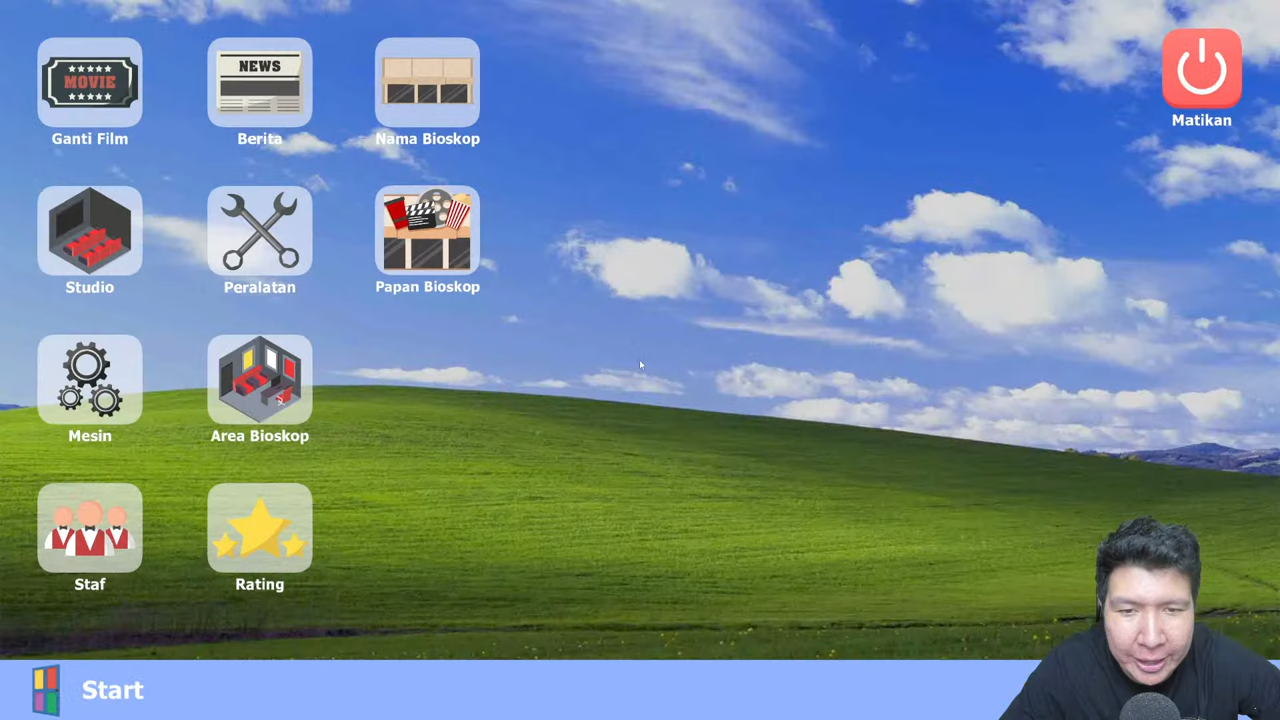 MOVIE
Ganti Film
NEWS
Berita
Nama Bioskop
Matikan
Studio
Peralatan
Papan Bioskop
Mesin
Area Bioskop
Staf
Rating
Start